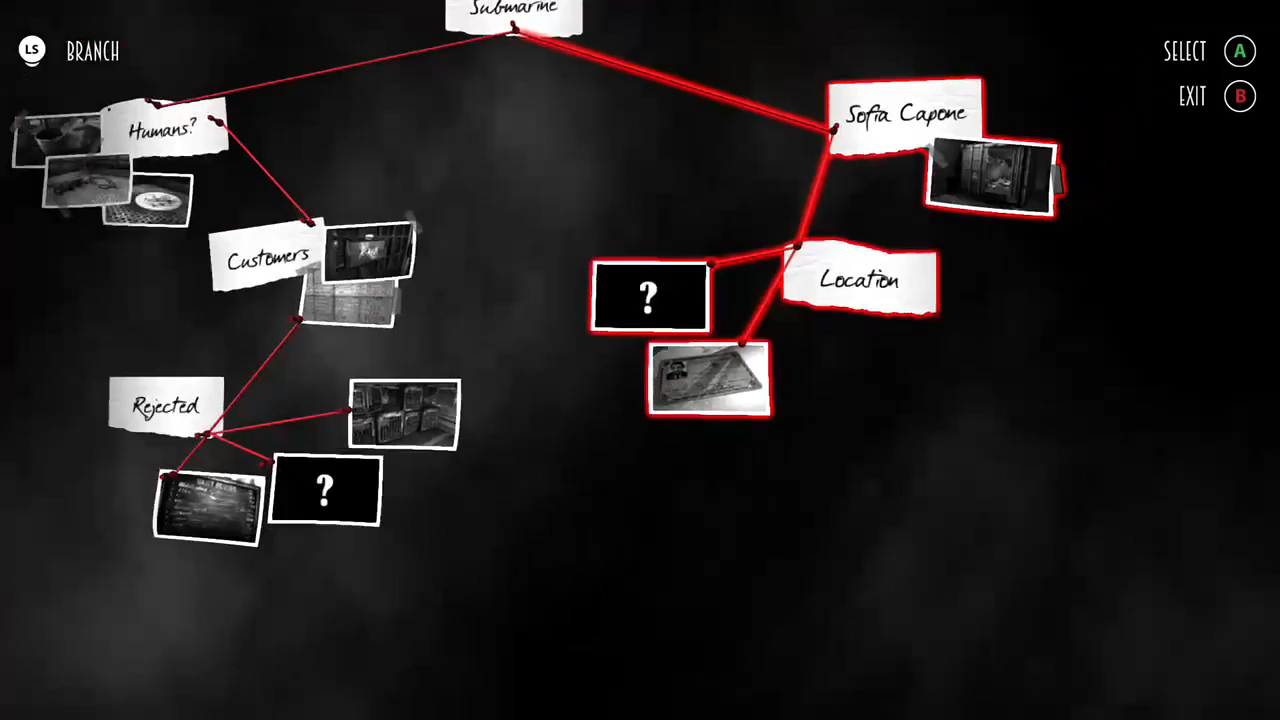 Submarine
LS BRANCH
SELECT A
EXIT B
Humans?
Sofia Capone
Customers
Location
?
Rejected
?